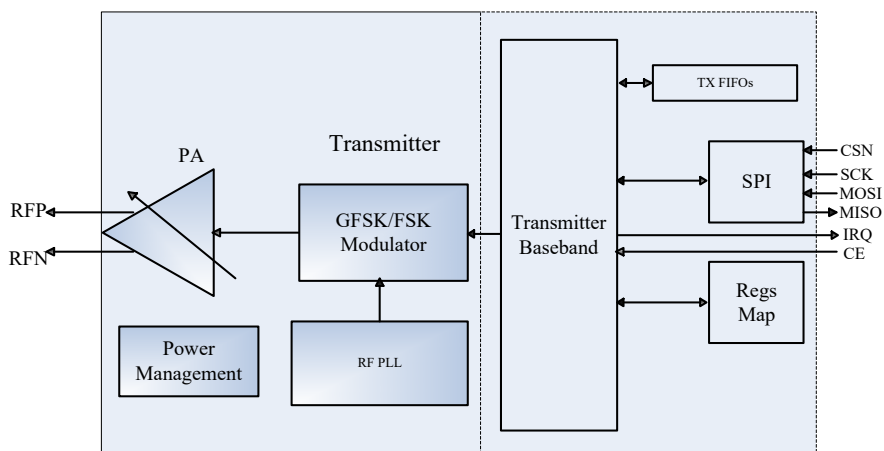 TX FIFOs
Transmitter
PA
CSN
SCK
SPI
MOSI
RFP
GFSK/FSK
Modulator
MISO
Transmitter
Baseband
IRQ
RFN
CE
Regs
Map
Power
Management
RF PLL